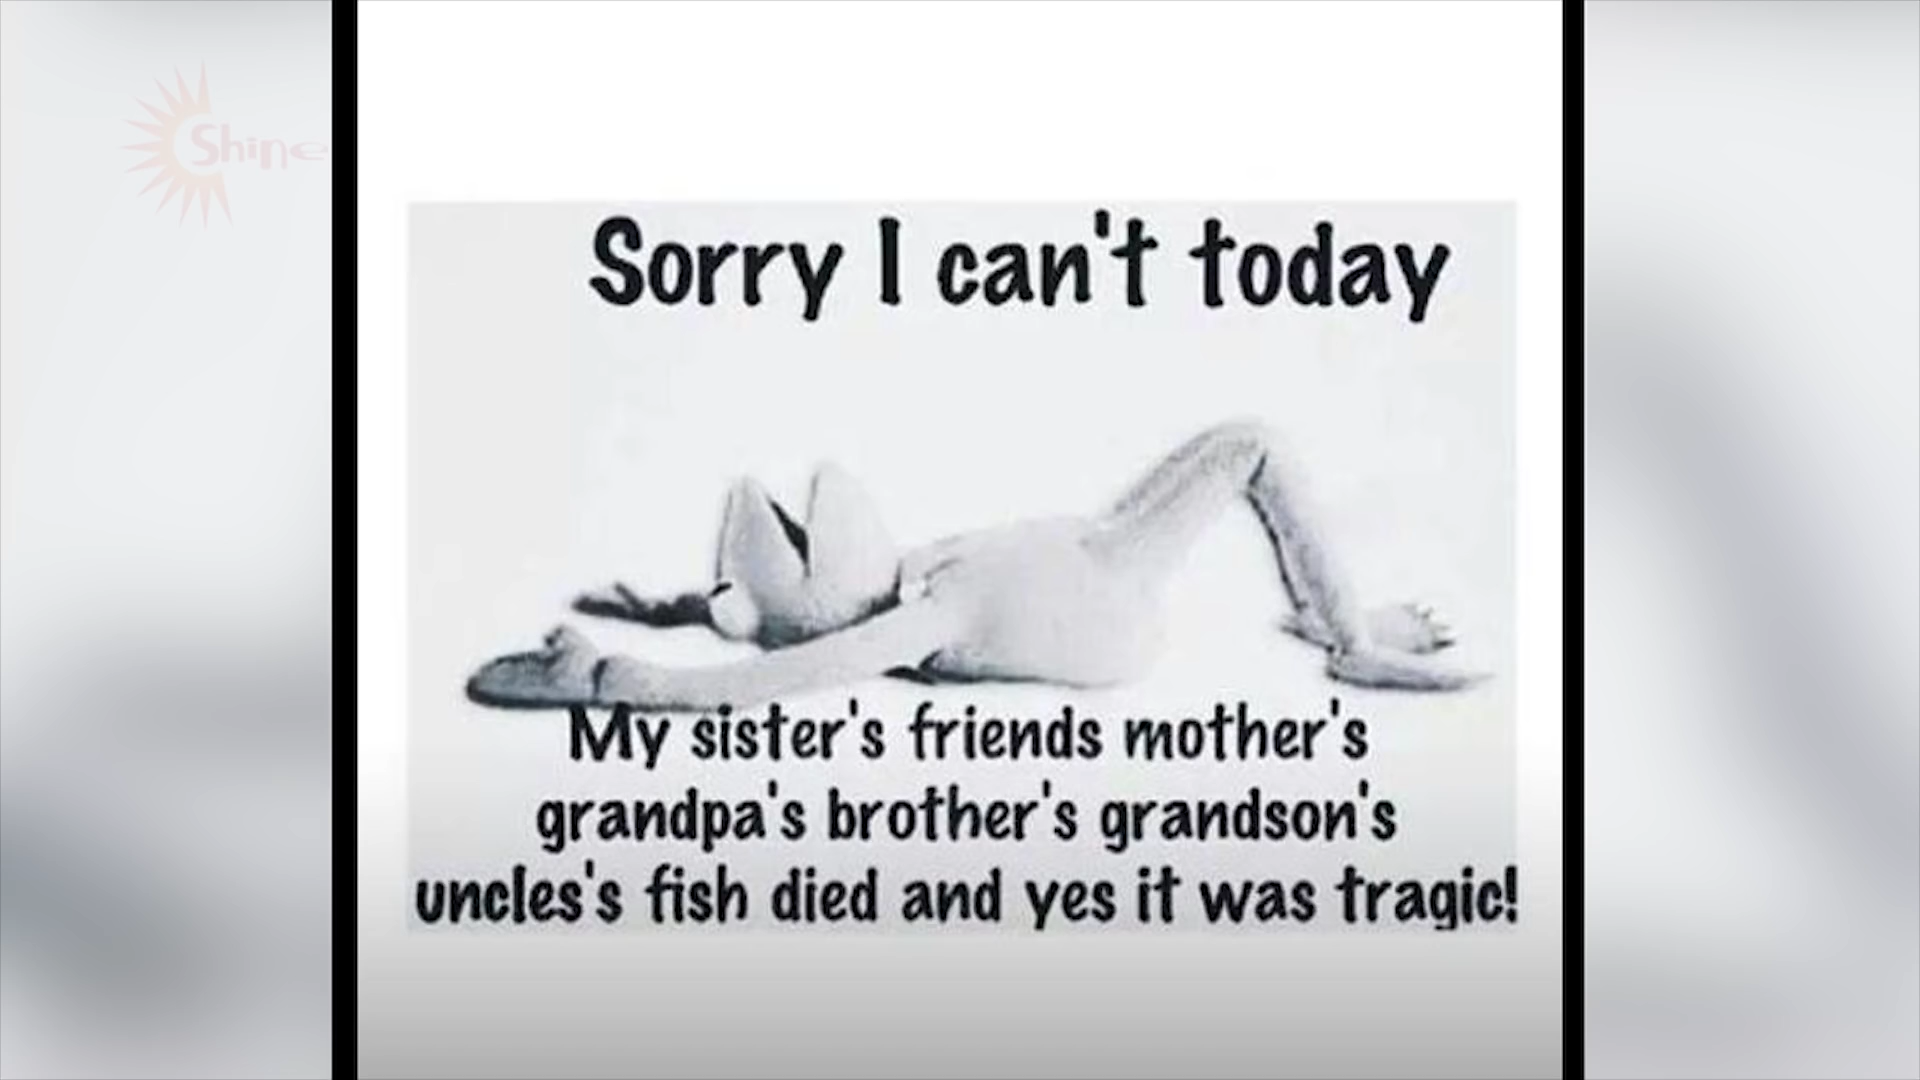 Shine
Sorry I can't today
My sister's friends mother's
grandpa's brother's grandson's
uncles's fish died and yes it was tragic!